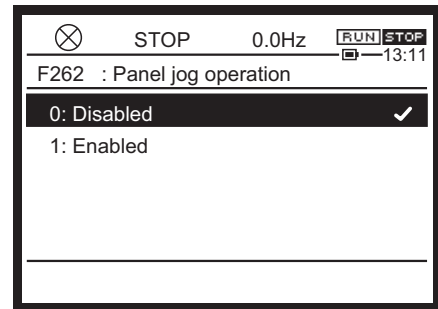 STOP 0.0Hz RUN STOP
13:11
F262 : Panel jog operation
0: Disabled
1: Enabled